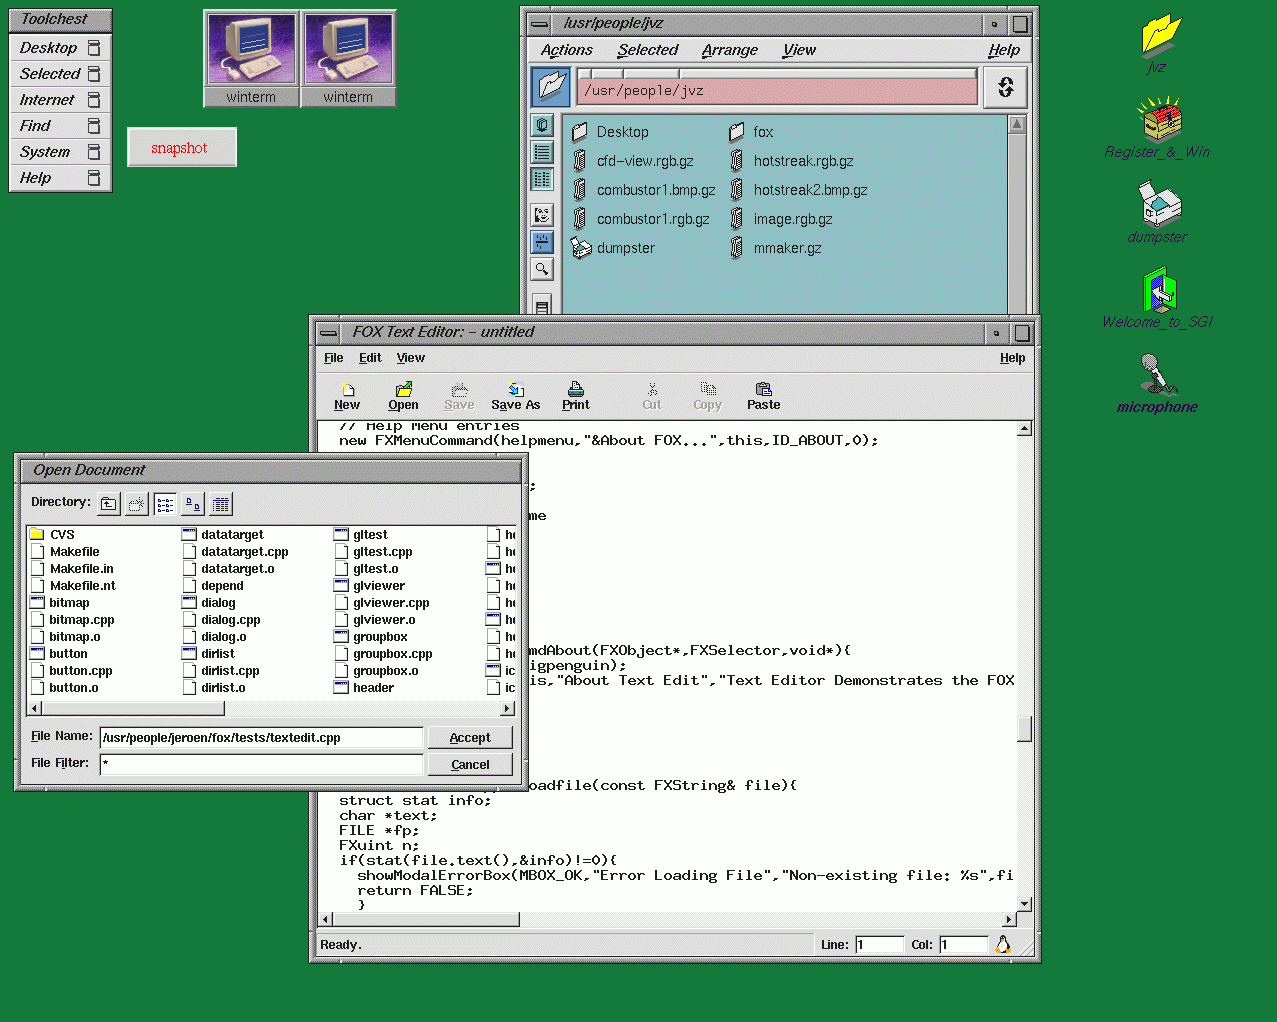 Toolchest
Desktop
Selected
Internet
Find
System
Help
winterm
winterm
snapshot
/usr/people/jvz
Actions Selected Arrange View Help
/usr/people/jvz
Desktop fox
cfd-view.rgb.gz hotstreak.rgb.gz
combustor1.bmp.gz hotstreak2.bmp.gz
combustor1.rgb.gz image.rgb.gz
dumpster mmaker.gz
jvz
Register_&_Win
dumpster
Welcome_to_SGI
microphone
FOX Text Editor: - untitled
File Edit View Help
New Open Save Save As Print Cut Copy Paste
// Help Menu entries
new FXMenuCommand(helpmenu,"&About FOX...",this,ID_ABOUT,0);
;
me
mdAbout(FXObject*,FXSelector,void*){
igpenguin);
is,"About Text Edit","Text Editor Demonstrates the FOX
oadfile(const FXString& file){
struct stat info;
char *text;
FILE *fp;
FXuint n;
if(stat(file.text(),&info)!=0){
showModalErrorBox(MBOX_OK,"Error Loading File","Non-existing file: %s",fi
return FALSE;
}
Ready. Line: 1 Col: 1
Open Document
Directory:
CVS datatarget gltest he
Makefile datatarget.cpp gltest.cpp he
Makefile.in datatarget.o gltest.o he
Makefile.nt depend glviewer he
bitmap dialog glviewer.cpp he
bitmap.cpp dialog.cpp glviewer.o he
bitmap.o dialog.o groupbox he
button dirlist groupbox.cpp he
button.cpp dirlist.cpp groupbox.o ic
button.o dirlist.o header ic
File Name: /usr/people/jeroen/fox/tests/textedit.cpp Accept
File Filter: * Cancel